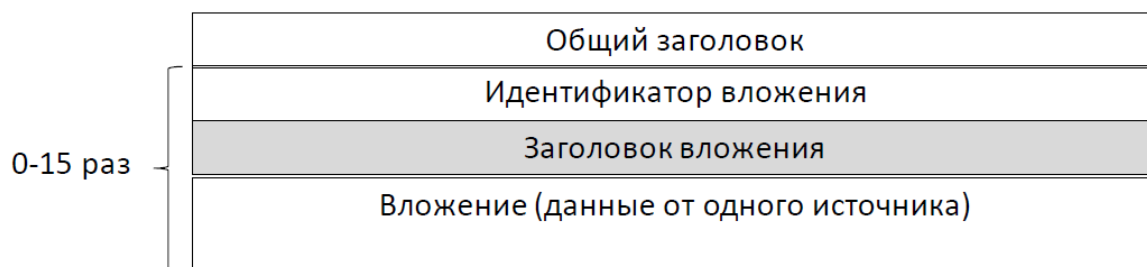 Общий заголовок
Идентификатор вложения
Заголовок вложения
0-15 раз
Вложение (данные от одного источника)